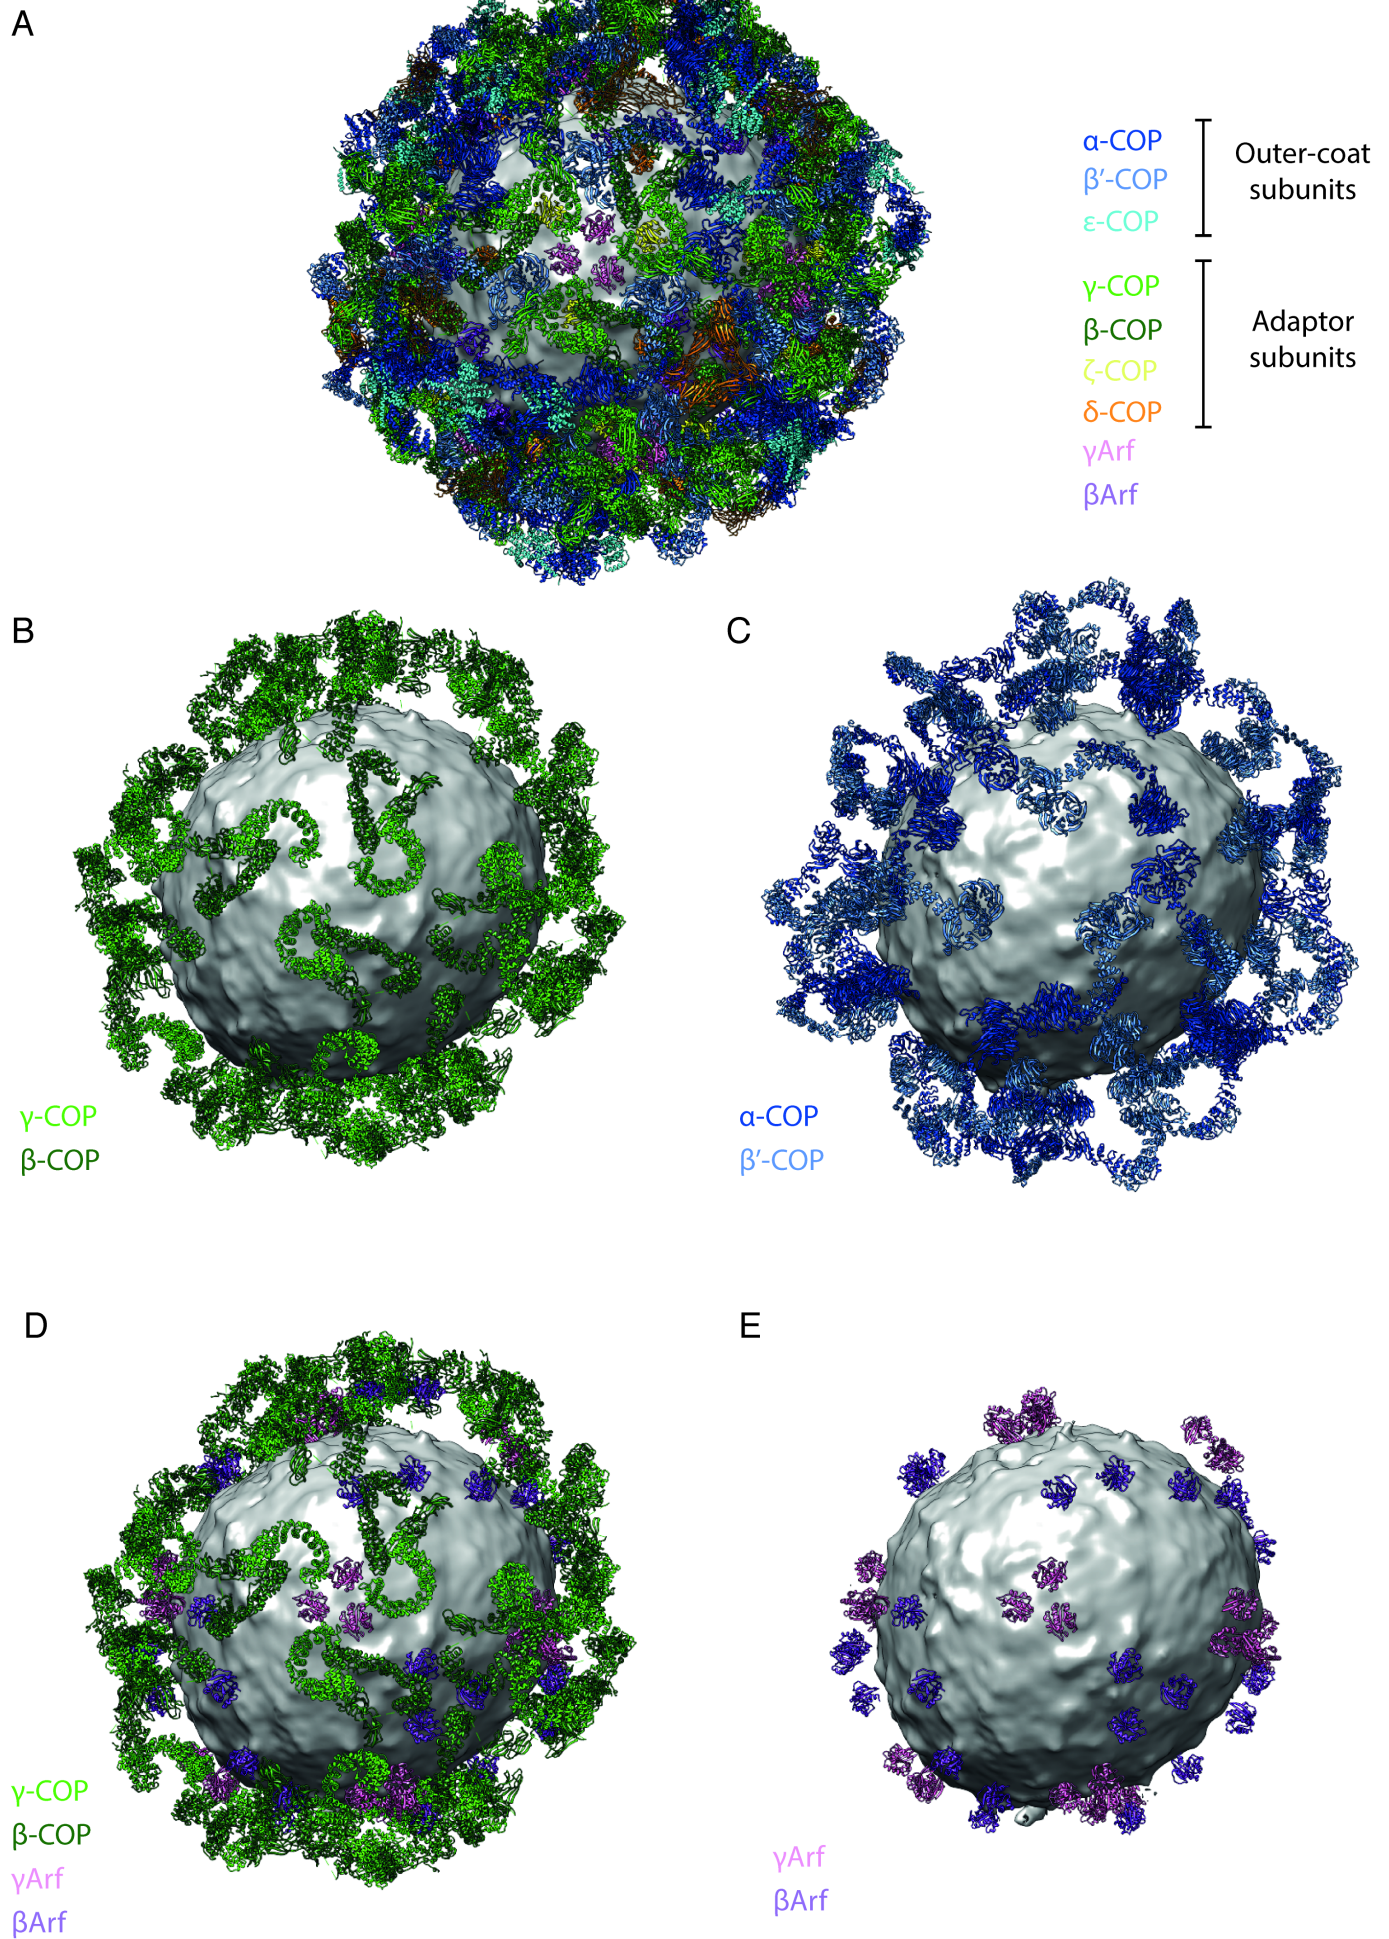 A
α-COP
β’-COP
ε-COP
Outer-coat
subunits
γ-COP
β-COP
ζ-COP
δ-COP
Adaptor
subunits
γArf
βArf
B
γ-COP
β-COP
C
α-COP
β’-COP
D
γ-COP
β-COP
γArf
βArf
E
γArf
βArf